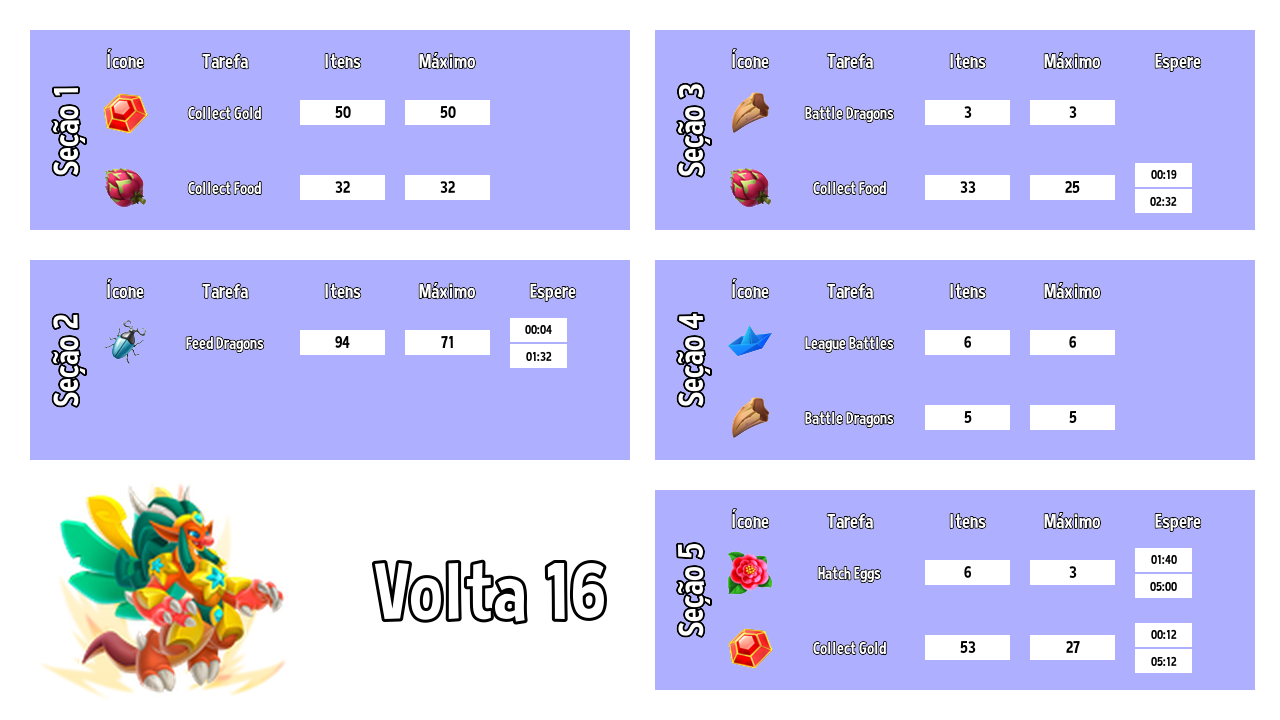 Seção 1
Ícone Tarefa Itens Máximo
Collect Gold 50 50
Collect Food 32 32
Seção 2
Ícone Tarefa Itens Máximo Espere
Feed Dragons 94 71 00:04
01:32
Volta 16
Seção 3
Ícone Tarefa Itens Máximo Espere
Battle Dragons 3 3
Collect Food 33 25 00:19
02:32
Seção 4
Ícone Tarefa Itens Máximo
League Battles 6 6
Battle Dragons 5 5
Seção 5
Ícone Tarefa Itens Máximo Espere
Hatch Eggs 6 3 01:40
05:00
Collect Gold 53 27 00:12
05:12